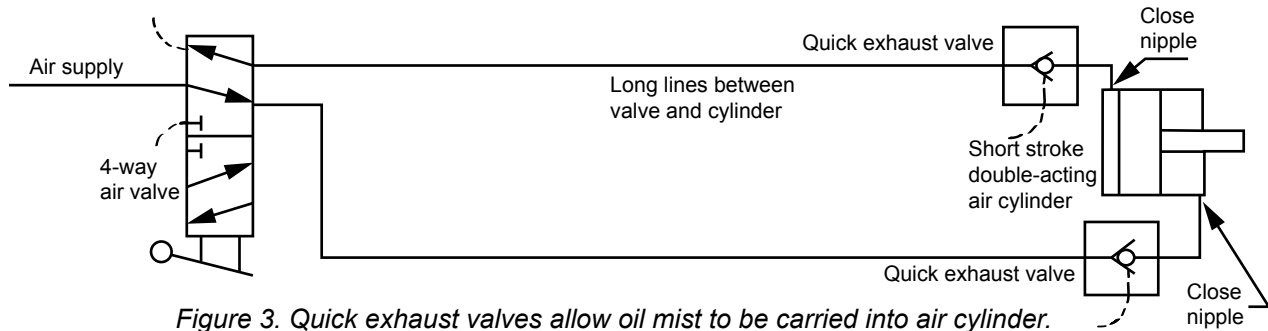 Air supply
4-way
air valve
Long lines between
valve and cylinder
Quick exhaust valve
Close
nipple
Short stroke
double-acting
air cylinder
Quick exhaust valve
Close
nipple
Figure 3. Quick exhaust valves allow oil mist to be carried into air cylinder.